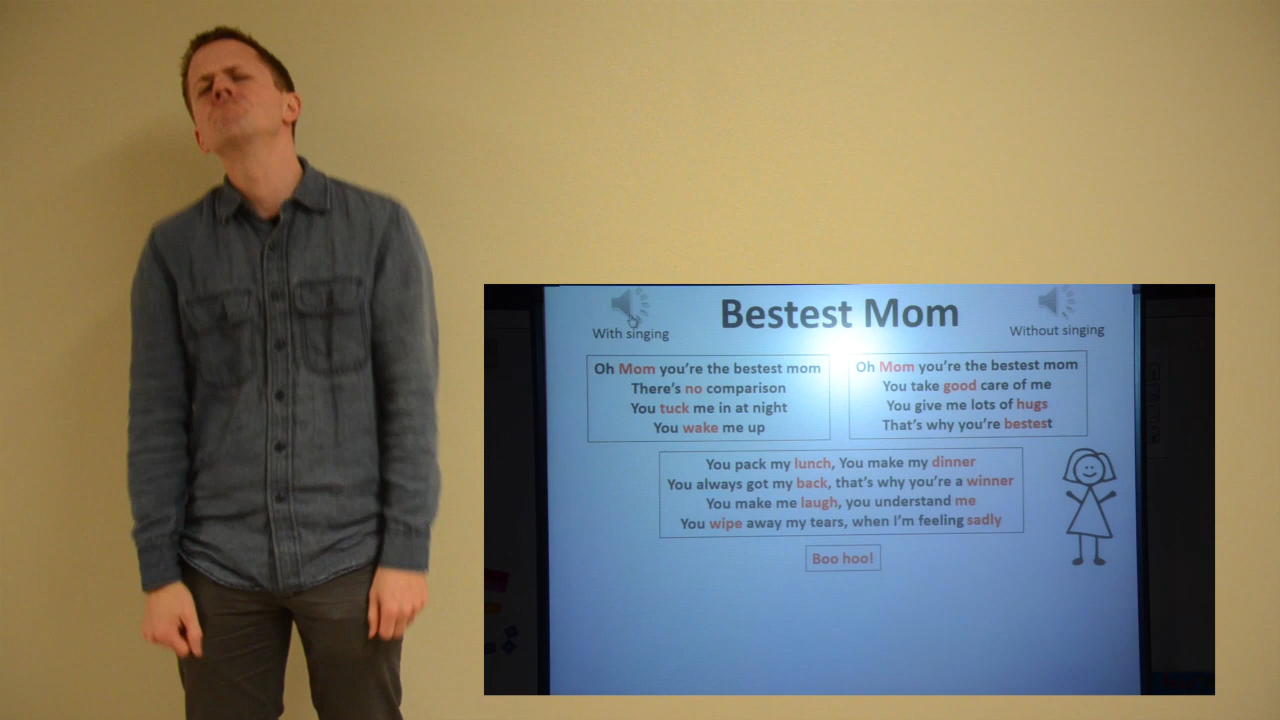 Bestest Mom
With singing
Without singing
Oh Mom you're the bestest mom
There's no comparison
You tuck me in at night
You wake me up
Oh Mom you're the bestest mom
You take good care of me
You give me lots of hugs
That's why you're bestest
You pack my lunch, You make my dinner
You always got my back, that's why you're a winner
You make me laugh, you understand me
You wipe away my tears, when I'm feeling sadly
Boo hoo!